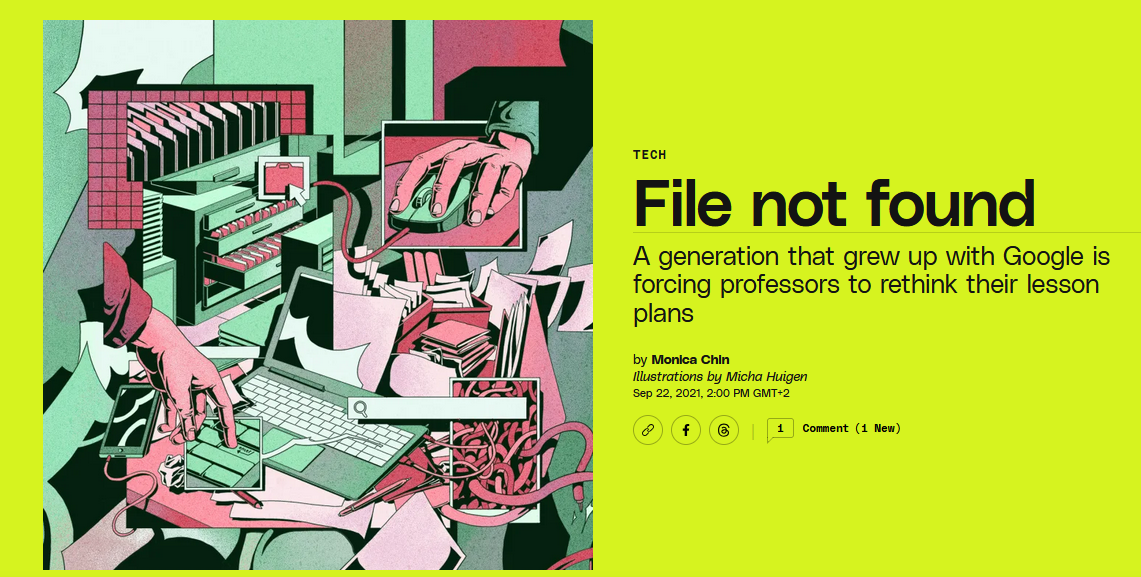 TECH
File not found
A generation that grew up with Google is
forcing professors to rethink their lesson
plans
by Monica Chin
Illustrations by Micha Huigen
Sep 22, 2021, 2:00 PM GMT+2
1
Comment (1 New)